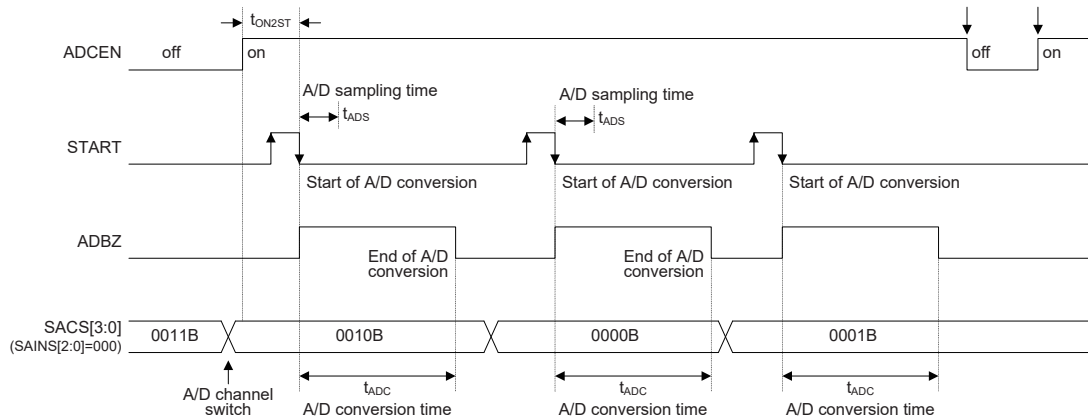 tON2ST
ADCEN
off
on
off
on
A/D sampling time
tADS
A/D sampling time
tADS
START
Start of A/D conversion
Start of A/D conversion
Start of A/D conversion
ADBZ
End of A/D
conversion
End of A/D
conversion
SACS[3:0]
(SAINS[2:0]=000)
0011B
0010B
0000B
0001B
A/D channel
switch
tADC
A/D conversion time
tADC
A/D conversion time
tADC
A/D conversion time